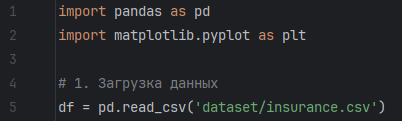 1 import pandas as pd
2 import matplotlib.pyplot as plt
3
4 # 1. Загрузка данных
5 df = pd.read_csv('dataset/insurance.csv')